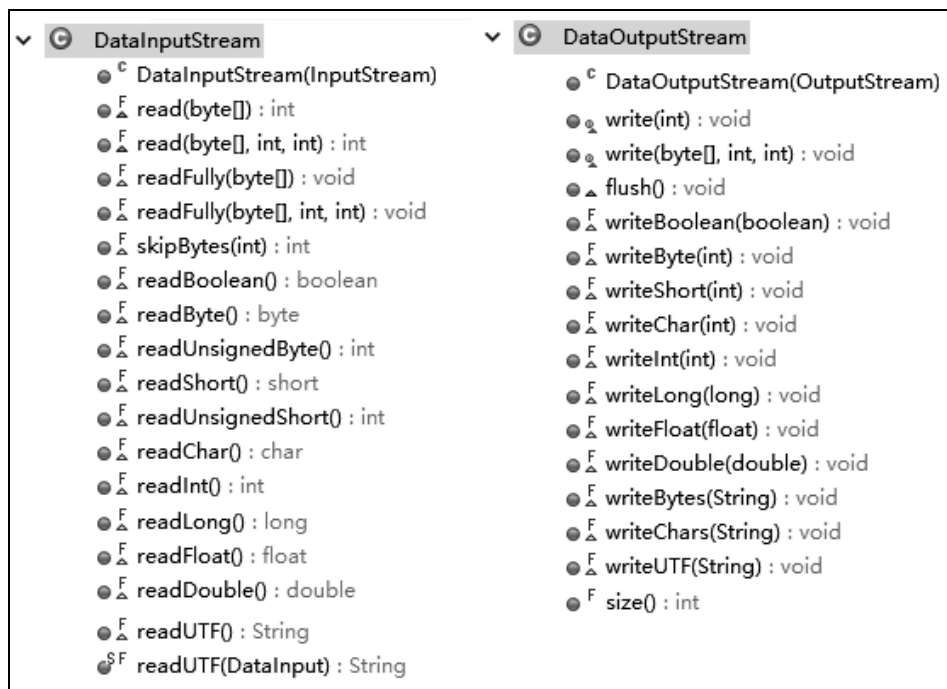 DataInputStream
DataInputStream(InputStream)
read(byte[]) : int
read(byte[], int, int) : int
readFully(byte[]) : void
readFully(byte[], int, int) : void
skipBytes(int) : int
readBoolean() : boolean
readByte() : byte
readUnsignedByte() : int
readShort() : short
readUnsignedShort() : int
readChar() : char
readInt() : int
readLong() : long
readFloat() : float
readDouble() : double
readUTF() : String
readUTF(DataInput) : String
DataOutputStream
DataOutputStream(OutputStream)
write(int) : void
write(byte[], int, int) : void
flush() : void
writeBoolean(boolean) : void
writeByte(int) : void
writeShort(int) : void
writeChar(int) : void
writeInt(int) : void
writeLong(long) : void
writeFloat(float) : void
writeDouble(double) : void
writeBytes(String) : void
writeChars(String) : void
writeUTF(String) : void
size() : int